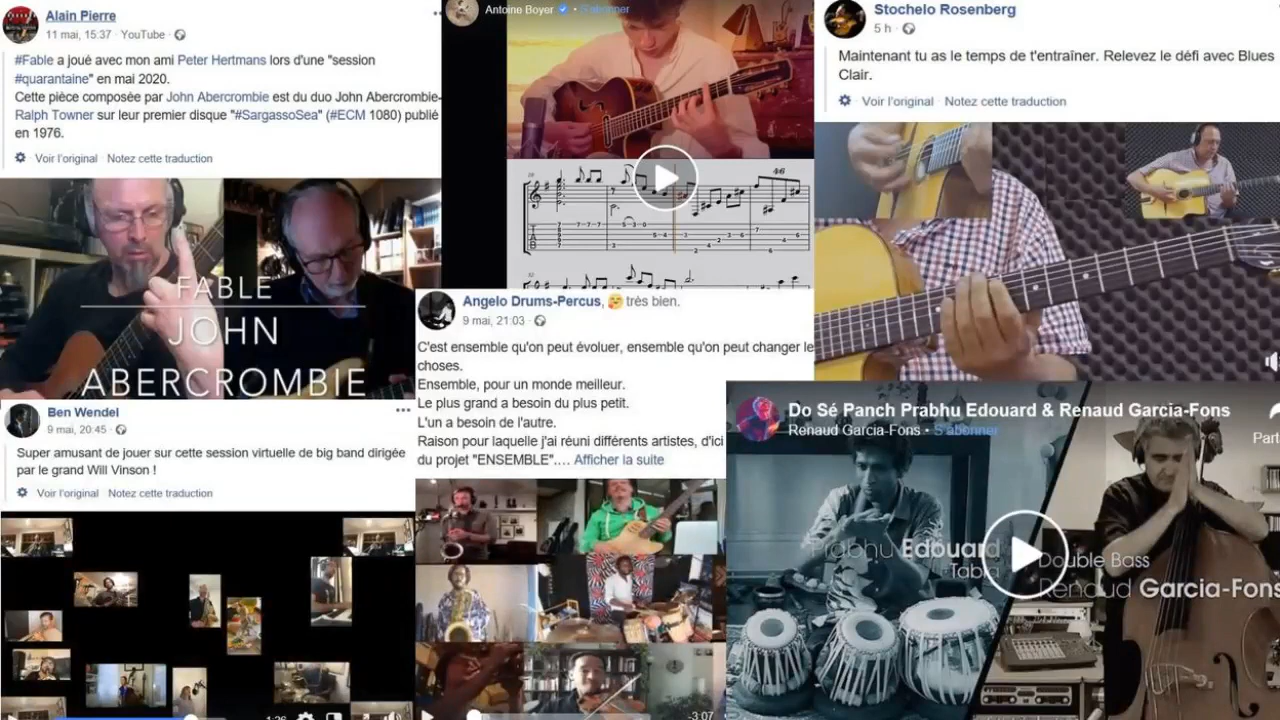 Alain Pierre
11 mai, 15:37 · YouTube ·
#Fable a joué avec mon ami Peter Hertmans lors d'une "session
#quarantaine" en mai 2020.
Cette pièce composée par John Abercrombie est du duo John Abercrombie-
Ralph Towner sur leur premier disque "#SargassoSea" (#ECM 1080) publié
en 1976.
Voir l'original · Notez cette traduction
FABLE
JOHN
ABERCROMBIE
Antoine Boyer • S'abonner
Stochelo Rosenberg
5 h ·
Maintenant tu as le temps de t'entraîner. Relevez le défi avec Blues
Clair.
Voir l'original · Notez cette traduction
Angelo Drums-Percus, 🥰 très bien.
9 mai, 21:03 ·
C'est ensemble qu'on peut évoluer, ensemble qu'on peut changer le
choses.
Ensemble, pour un monde meilleur.
Le plus grand a besoin du plus petit.
L'un a besoin de l'autre.
Raison pour laquelle j'ai réuni différents artistes, d'ici
du projet "ENSEMBLE".... Afficher la suite
-3:07
Ben Wendel
9 mai, 20:45 ·
Super amusant de jouer sur cette session virtuelle de big band dirigée
par le grand Will Vinson !
Voir l'original · Notez cette traduction
Do Sé Panch Prabhu Edouard & Renaud Garcia-Fons
Renaud Garcia-Fons • S'abonner
Part
Prabhu Edouard
Tabla
Double Bass
Renaud Garcia-Fons